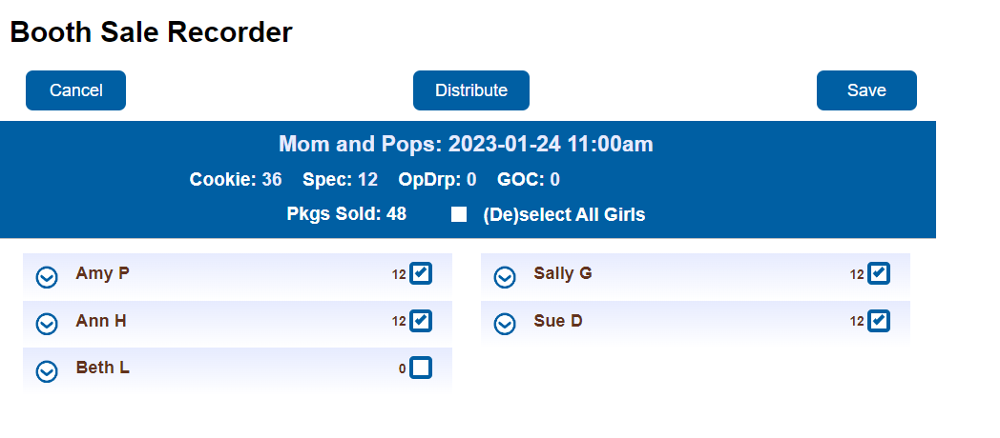 Booth Sale Recorder
Cancel Distribute Save
Mom and Pops: 2023-01-24 11:00am
Cookie: 36 Spec: 12 OpDrp: 0 GOC: 0
Pkgs Sold: 48 (De)select All Girls
Amy P 12 Sally G 12
Ann H 12 Sue D 12
Beth L 0